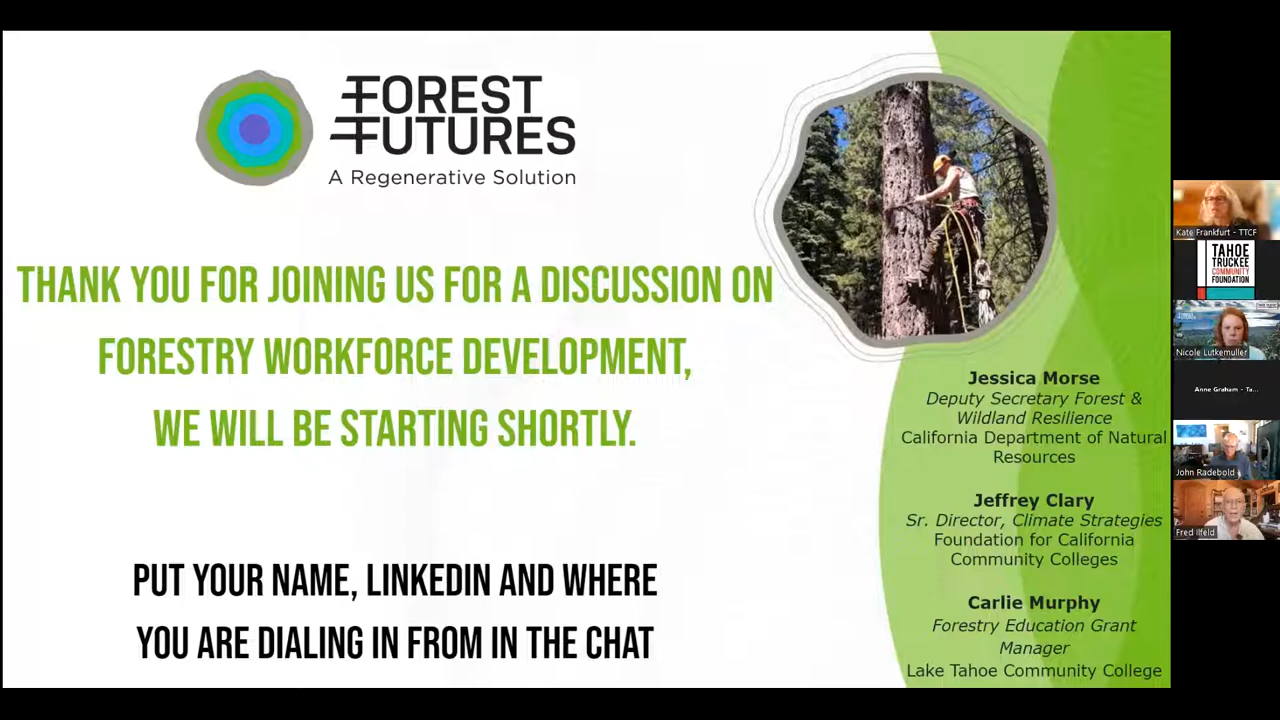 FOREST
FUTURES
A Regenerative Solution
THANK YOU FOR JOINING US FOR A DISCUSSION ON
FORESTRY WORKFORCE DEVELOPMENT,
WE WILL BE STARTING SHORTLY.
PUT YOUR NAME, LINKEDIN AND WHERE
YOU ARE DIALING IN FROM IN THE CHAT
Jessica Morse
Deputy Secretary Forest &
Wildland Resilience
California Department of Natural
Resources
Jeffrey Clary
Sr. Director, Climate Strategies
Foundation for California
Community Colleges
Carlie Murphy
Forestry Education Grant
Manager
Lake Tahoe Community College
Kate Frankfurt - TTCF
TAHOE
TRUCKEE
COMMUNITY
FOUNDATION
Nicole Lutkemuller
Anne Graham - Ta...
John Radebold
Fred Ilfeld